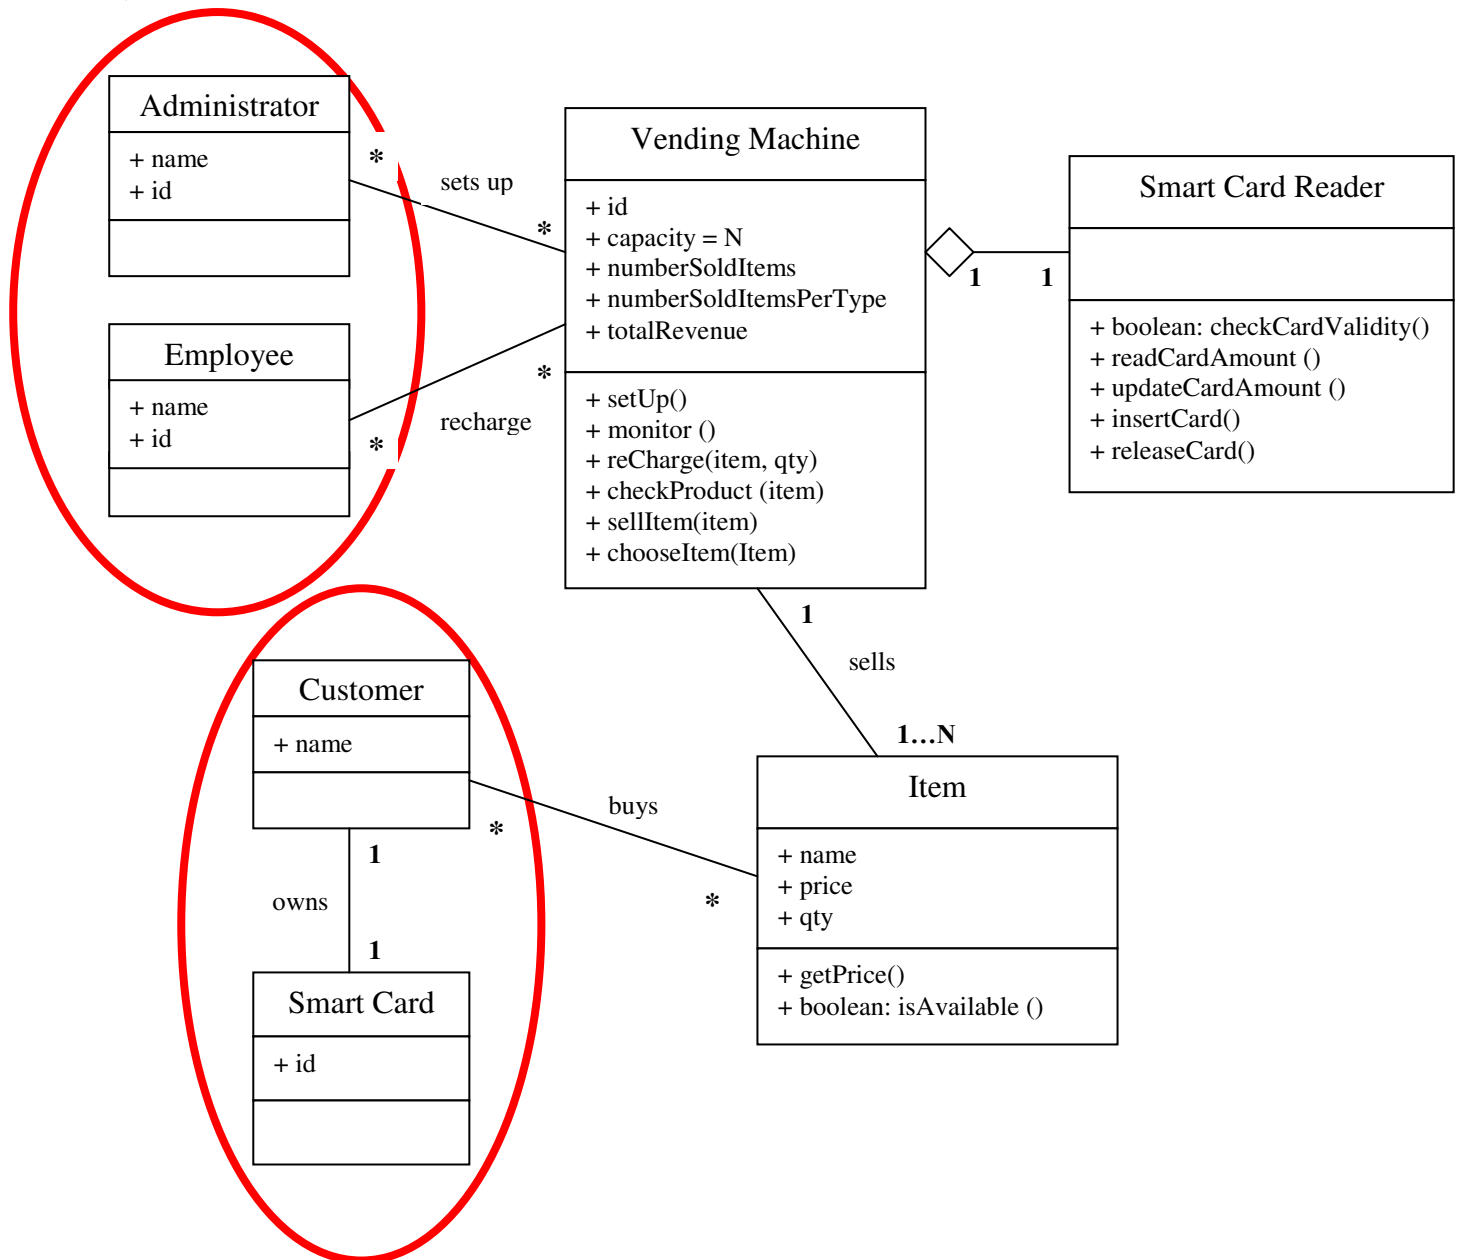 Administrator
+ name
+ id
*
sets up
*
Employee
+ name
+ id
*
recharge
*
Vending Machine
+ id
+ capacity = N
+ numberSoldItems
+ numberSoldItemsPerType
+ totalRevenue
+ setUp()
+ monitor ()
+ reCharge(item, qty)
+ checkProduct (item)
+ sellItem(item)
+ chooseItem(Item)
1
1
Smart Card Reader
+ boolean: checkCardValidity()
+ readCardAmount ()
+ updateCardAmount ()
+ insertCard()
+ releaseCard()
1
sells
1…N
Customer
+ name
*
buys
*
1
owns
1
Smart Card
+ id
Item
+ name
+ price
+ qty
+ getPrice()
+ boolean: isAvailable ()